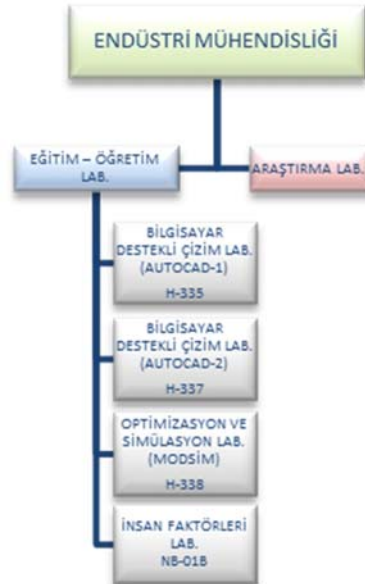 ENDÜSTRİ MÜHENDİSLİĞİ
EĞİTİM – ÖĞRETİM
LAB.
ARAŞTIRMA LAB.
BİLGİSAYAR
DESTEKLİ ÇİZİM LAB.
(AUTOCAD-1)
H-335
BİLGİSAYAR
DESTEKLİ ÇİZİM LAB.
(AUTOCAD-2)
H-337
OPTİMİZASYON VE
SİMÜLASYON LAB.
(MODSİM)
H-338
İNSAN FAKTÖRLERİ
LAB.
NB-01B